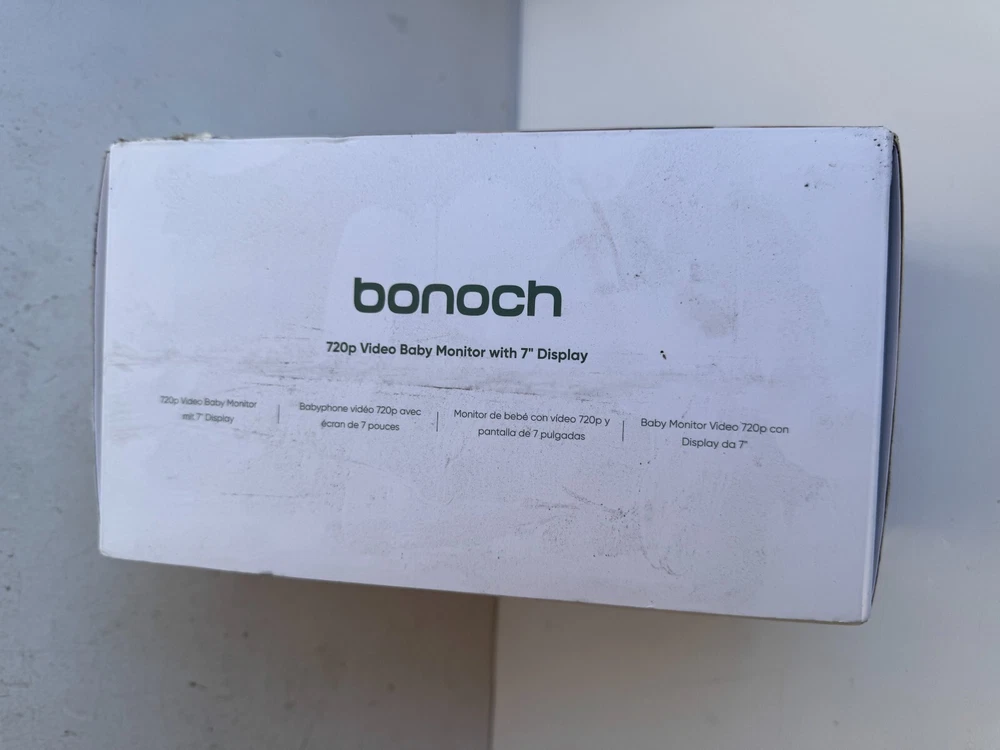 bonoch
720p Video Baby Monitor with 7" Display
720p Video Baby Monitor
mit 7" Display
Babyphone vidéo 720p avec
écran de 7 pouces
Monitor de bebé con vídeo 720p y
pantalla de 7 pulgadas
Baby Monitor Video 720p con
Display da 7"